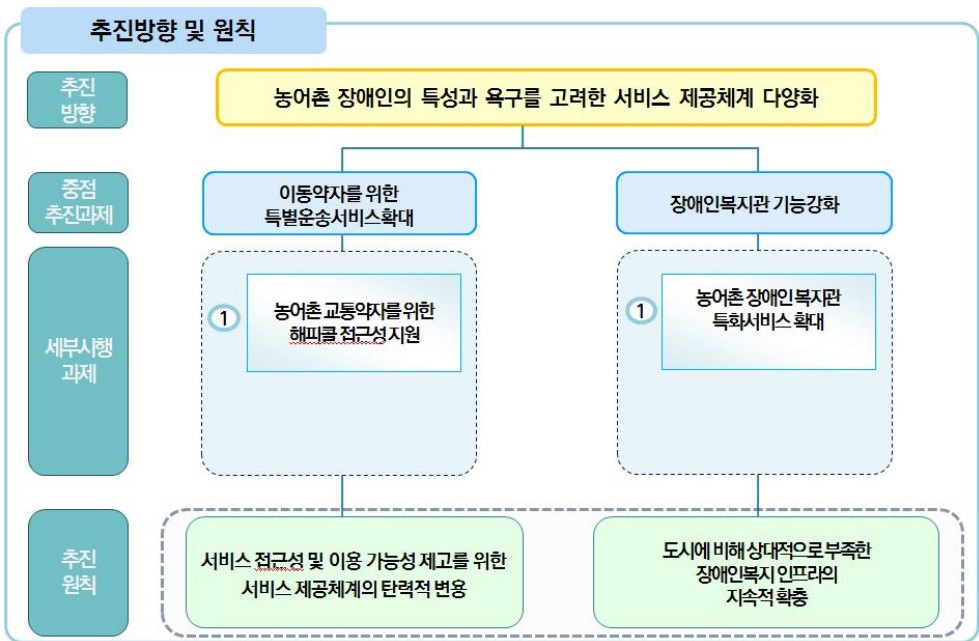 추진방향 및 원칙
추진
방향
농어촌 장애인의 특성과 욕구를 고려한 서비스 제공체계 다양화
중점
추진과제
이동약자를 위한
특별운송서비스확대
장애인복지관 기능강화
세부시행
과제
1
농어촌 교통약자를 위한
해피콜 접근성 지원
1
농어촌 장애인 복지관
특화서비스 확대
추진
원칙
서비스 접근성 및 이용 가능성 제고를 위한
서비스 제공체계의 탄력적 변용
도시에 비해 상대적으로 부족한
장애인복지 인프라의
지속적 확충